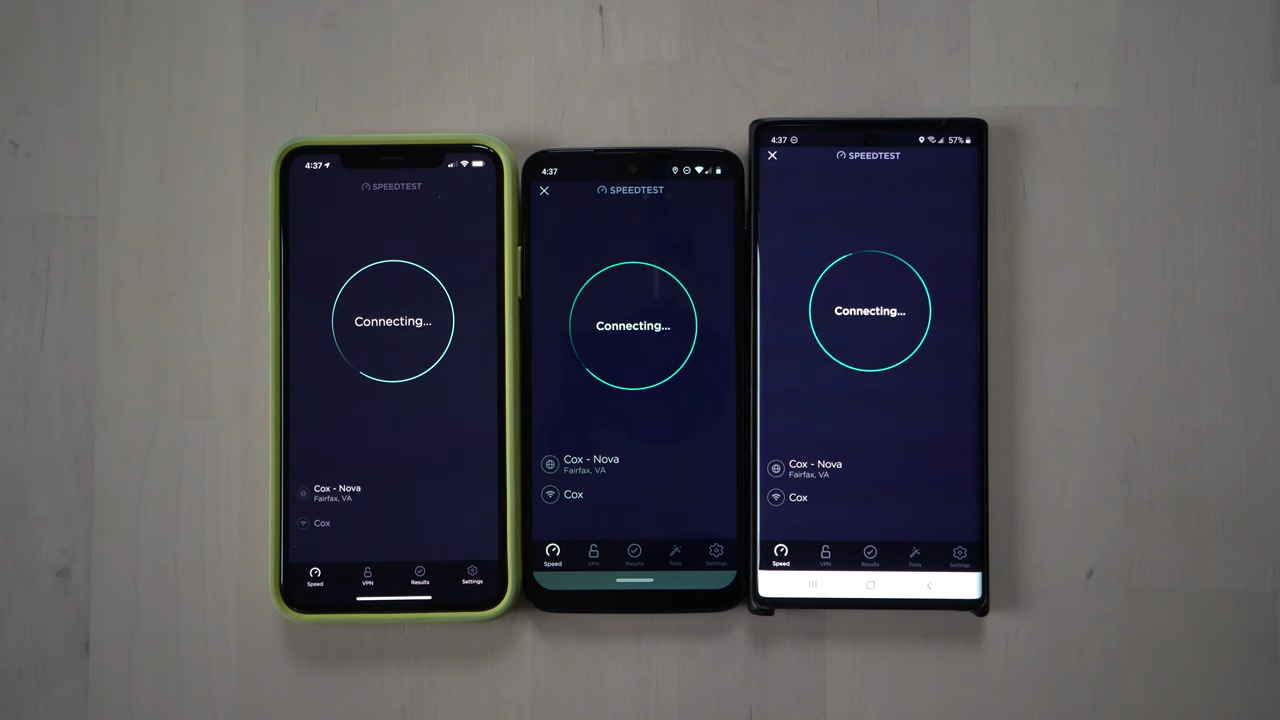 4:37
SPEEDTEST
Connecting...
Cox - Nova
Fairfax, VA
Cox
Speed
VPN
Results
Settings
4:37
SPEEDTEST
Connecting...
Cox - Nova
Fairfax, VA
Cox
Speed
VPN
Results
Tools
Settings
4:37
57%
SPEEDTEST
Connecting...
Cox - Nova
Fairfax, VA
Cox
Speed
VPN
Results
Tools
Settings